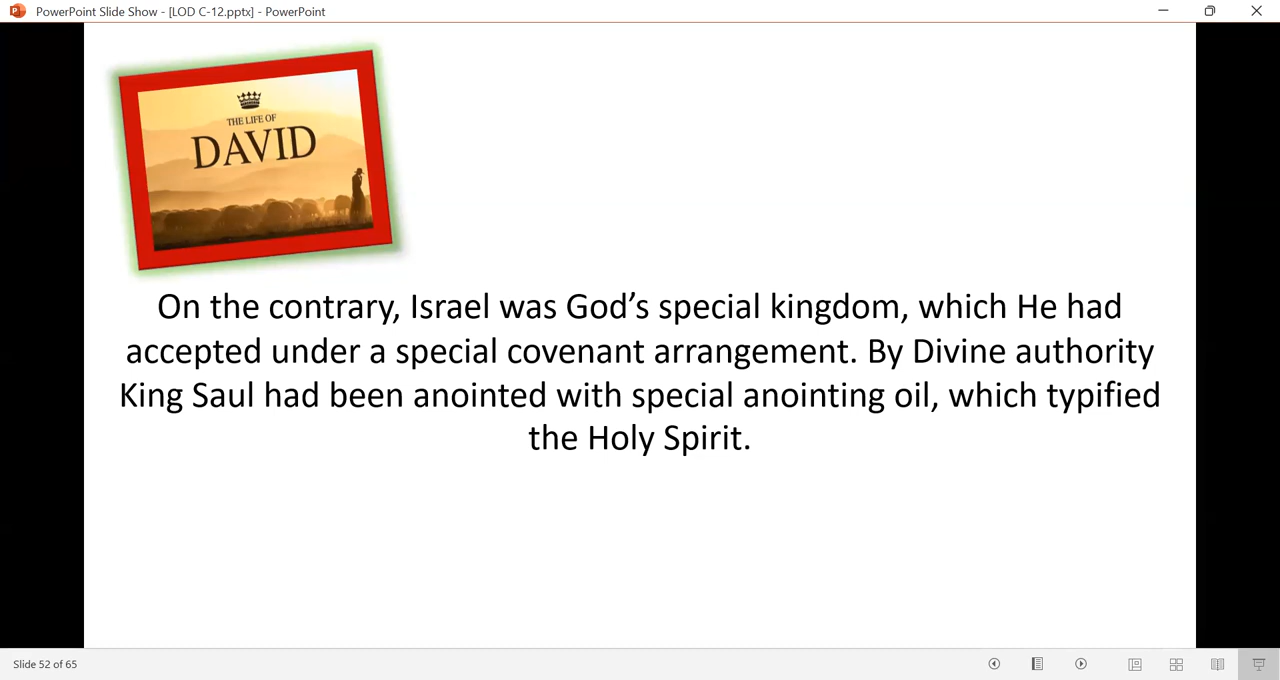 PowerPoint Slide Show - [LOD C-12.pptx] - PowerPoint
THE LIFE OF
DAVID
On the contrary, Israel was God’s special kingdom, which He had
accepted under a special covenant arrangement. By Divine authority
King Saul had been anointed with special anointing oil, which typified
the Holy Spirit.
Slide 52 of 65